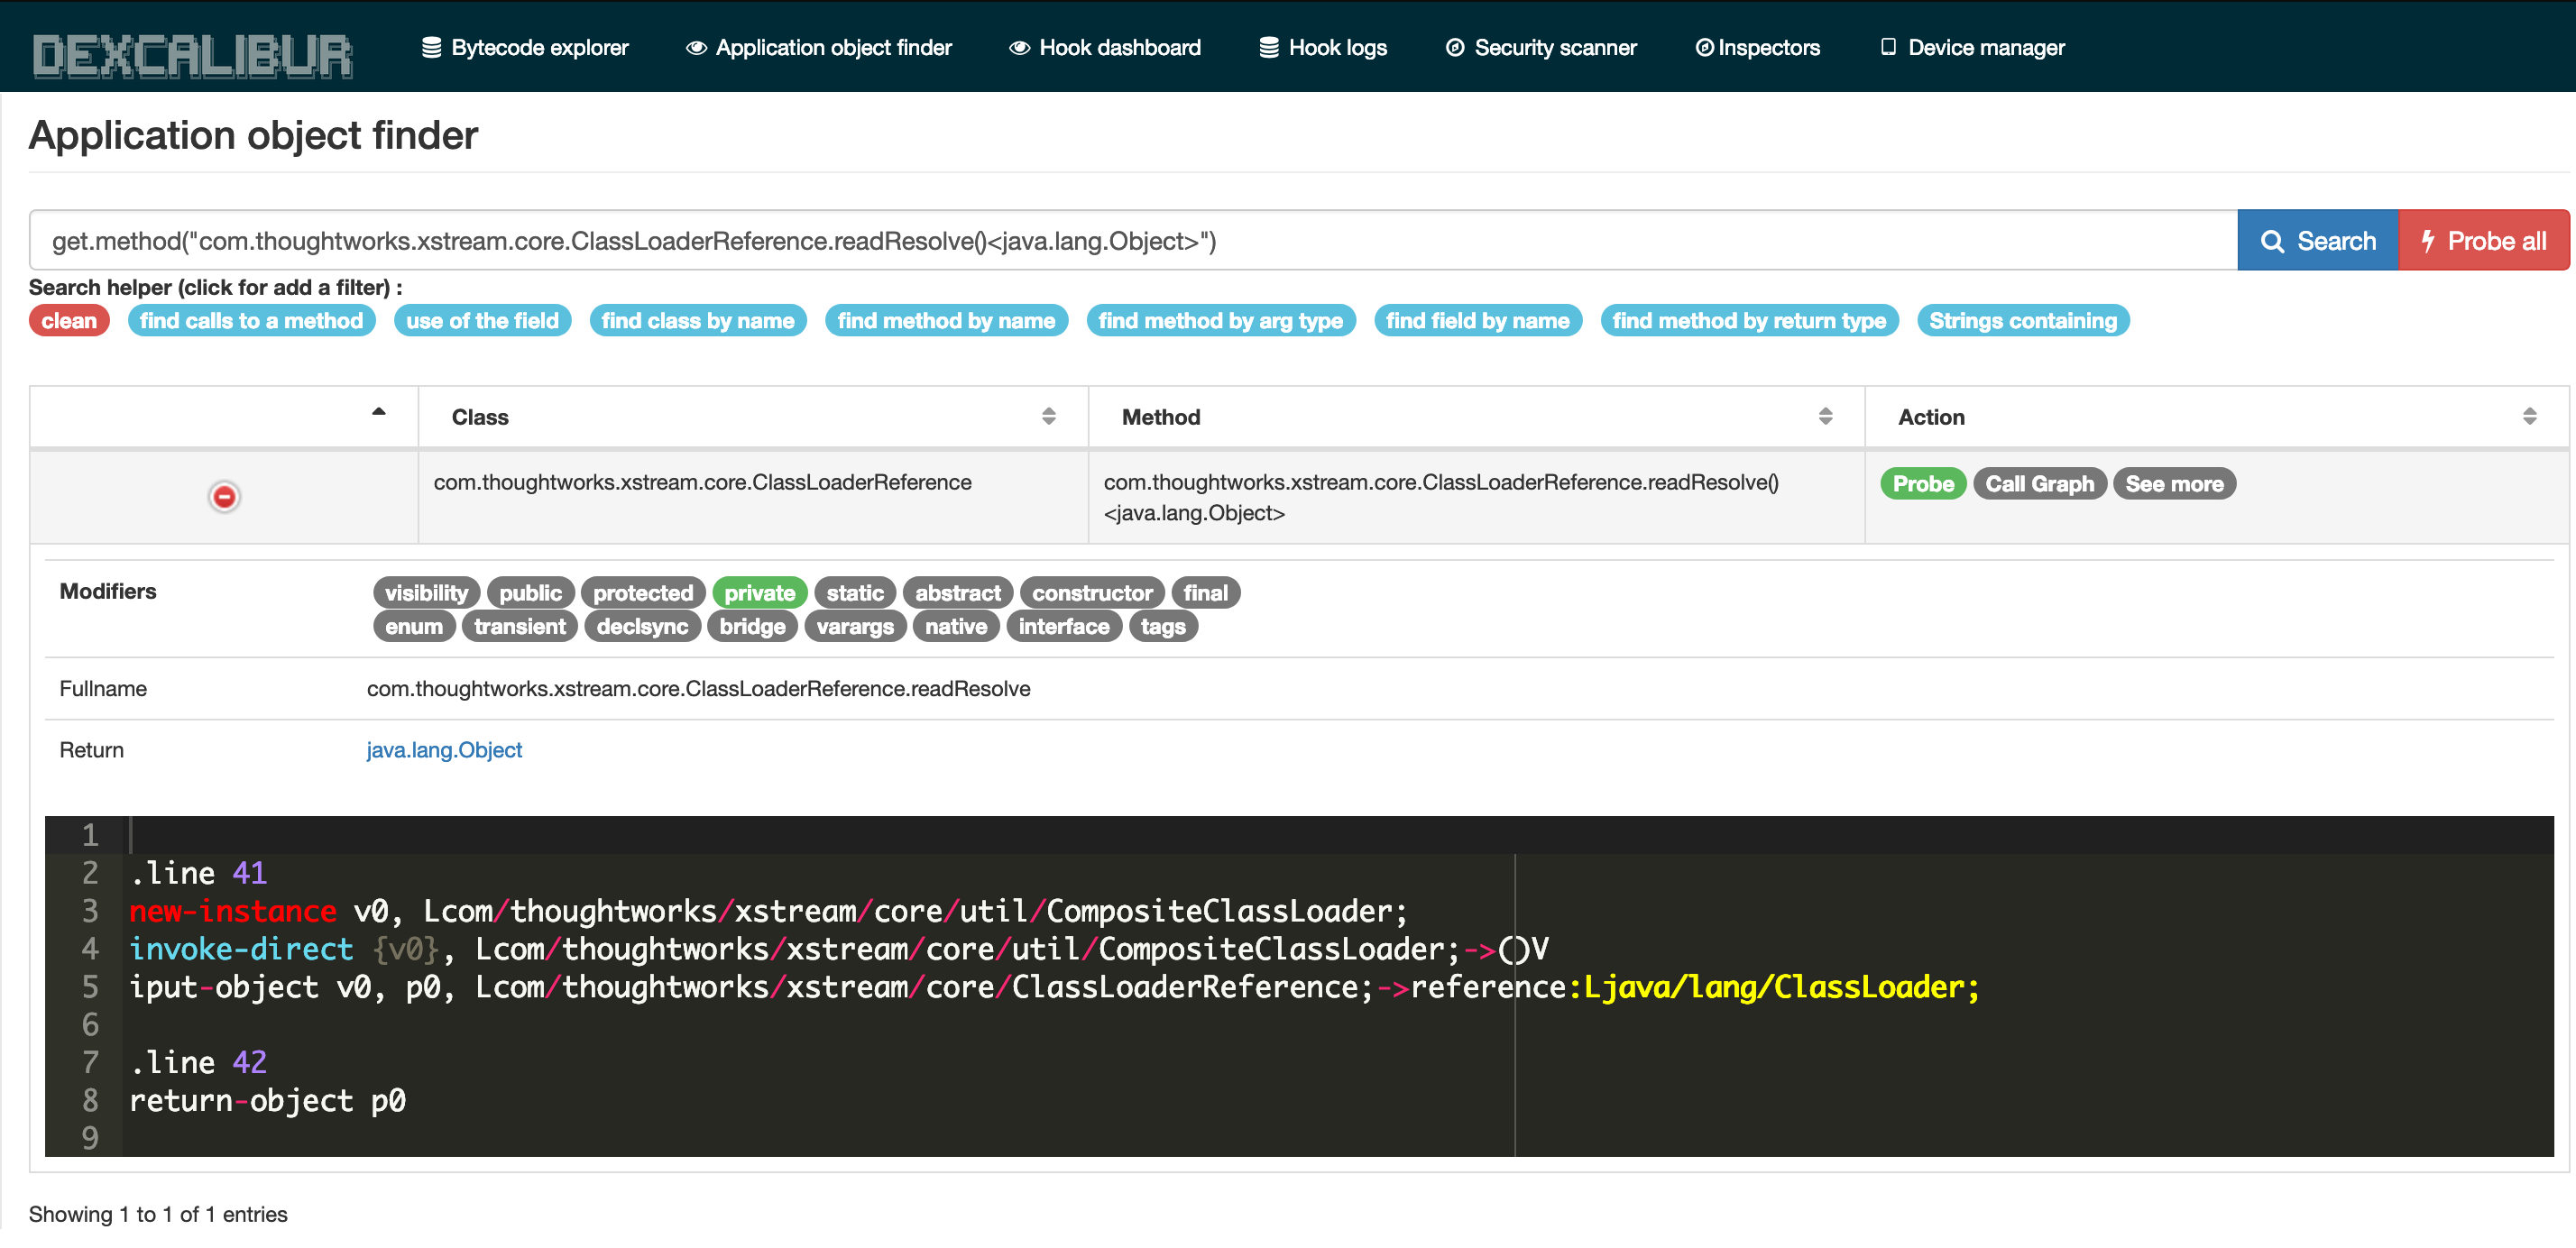 DEXCALIBUR Bytecode explorer Application object finder Hook dashboard Hook logs Security scanner Inspectors Device manager
Application object finder
get.method("com.thoughtworks.xstream.core.ClassLoaderReference.readResolve()<java.lang.Object>") Search Probe all
Search helper (click for add a filter) :
clean find calls to a method use of the field find class by name find method by name find method by arg type find field by name find method by return type Strings containing
Class Method Action
com.thoughtworks.xstream.core.ClassLoaderReference com.thoughtworks.xstream.core.ClassLoaderReference.readResolve() Probe Call Graph See more
<java.lang.Object>
Modifiers visibility public protected private static abstract constructor final
enum transient declsync bridge varargs native interface tags
Fullname com.thoughtworks.xstream.core.ClassLoaderReference.readResolve
Return java.lang.Object
1
2 .line 41
3 new-instance v0, Lcom/thoughtworks/xstream/core/util/CompositeClassLoader;
4 invoke-direct {v0}, Lcom/thoughtworks/xstream/core/util/CompositeClassLoader;->()V
5 iput-object v0, p0, Lcom/thoughtworks/xstream/core/ClassLoaderReference;->reference:Ljava/lang/ClassLoader;
6
7 .line 42
8 return-object p0
9
Showing 1 to 1 of 1 entries